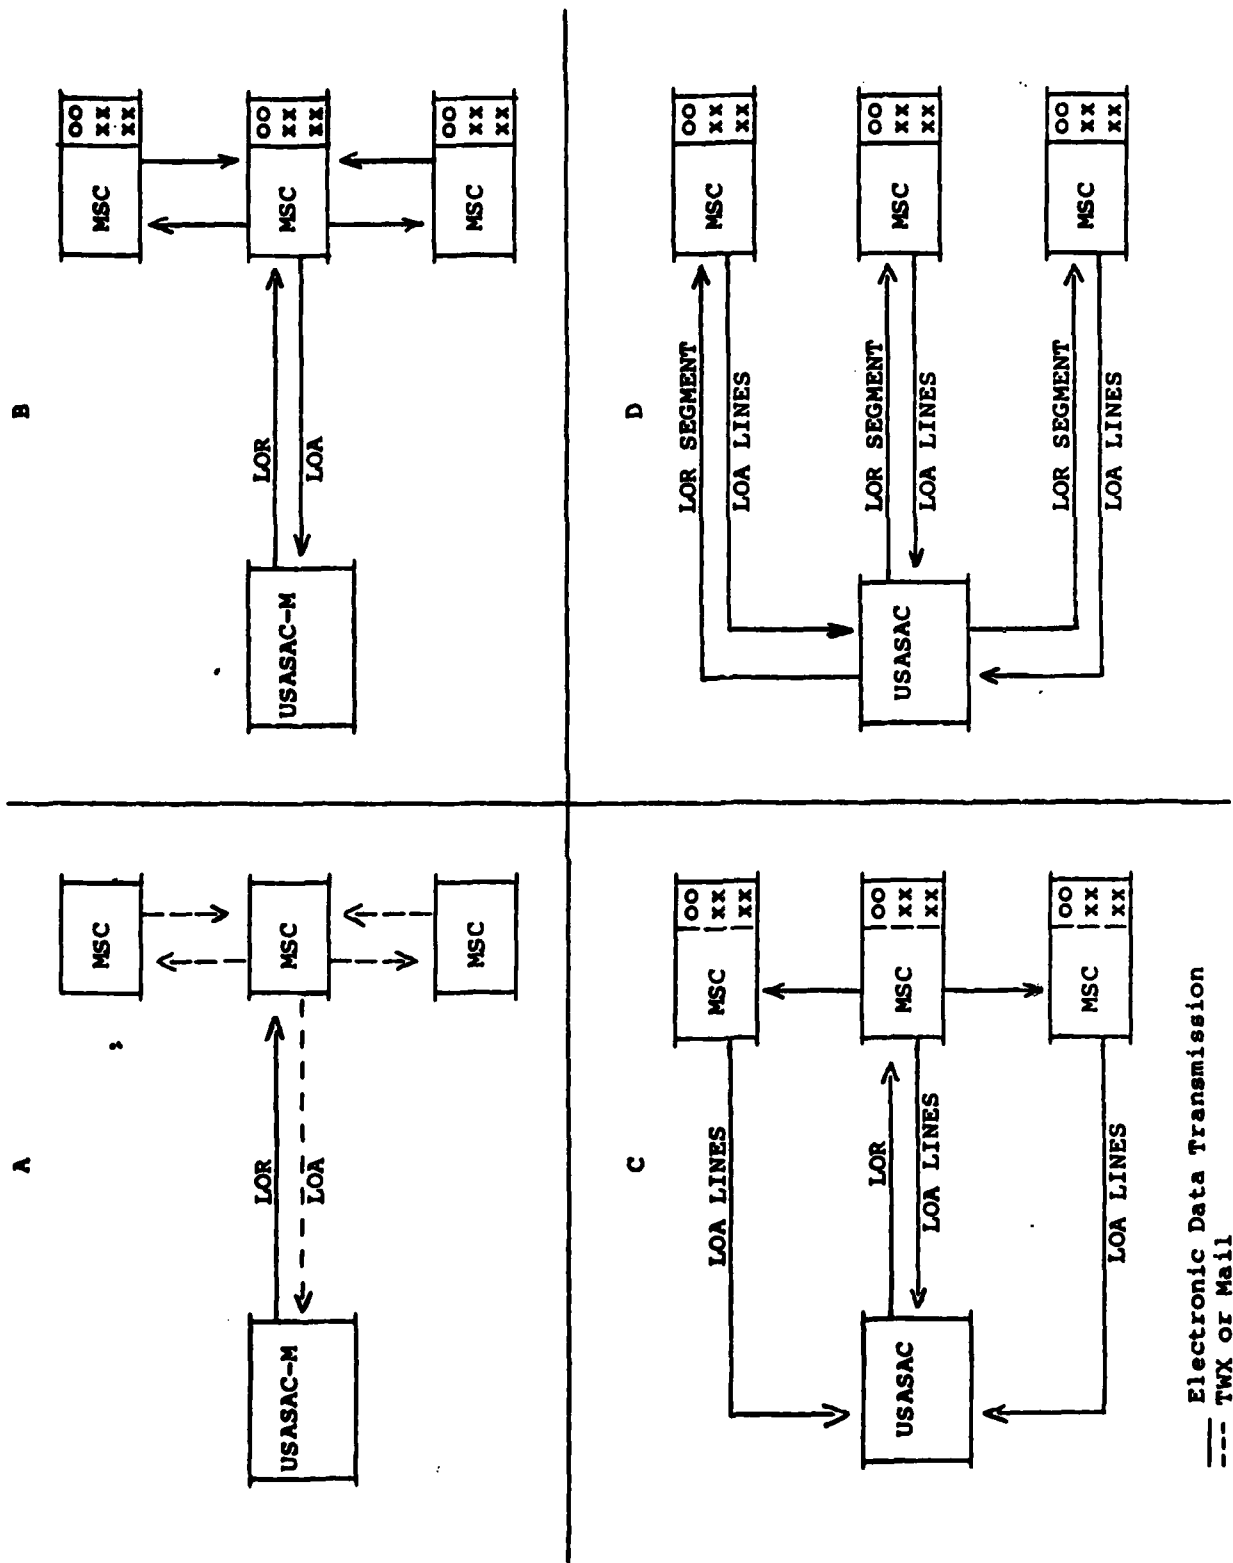 A
USASAC-M
LOR
LOA
MSC
MSC
MSC
B
USASAC-M
LOR
LOA
MSC
OO
XX
XX
MSC
OO
XX
XX
MSC
OO
XX
XX
C
USASAC
LOA LINES
LOR
LOA LINES
LOA LINES
MSC
OO
XX
XX
MSC
OO
XX
XX
MSC
OO
XX
XX
D
USASAC
LOR SEGMENT
LOA LINES
LOR SEGMENT
LOA LINES
LOR SEGMENT
LOA LINES
MSC
OO
XX
XX
MSC
OO
XX
XX
MSC
OO
XX
XX
Electronic Data Transmission
--- TWX or Mail